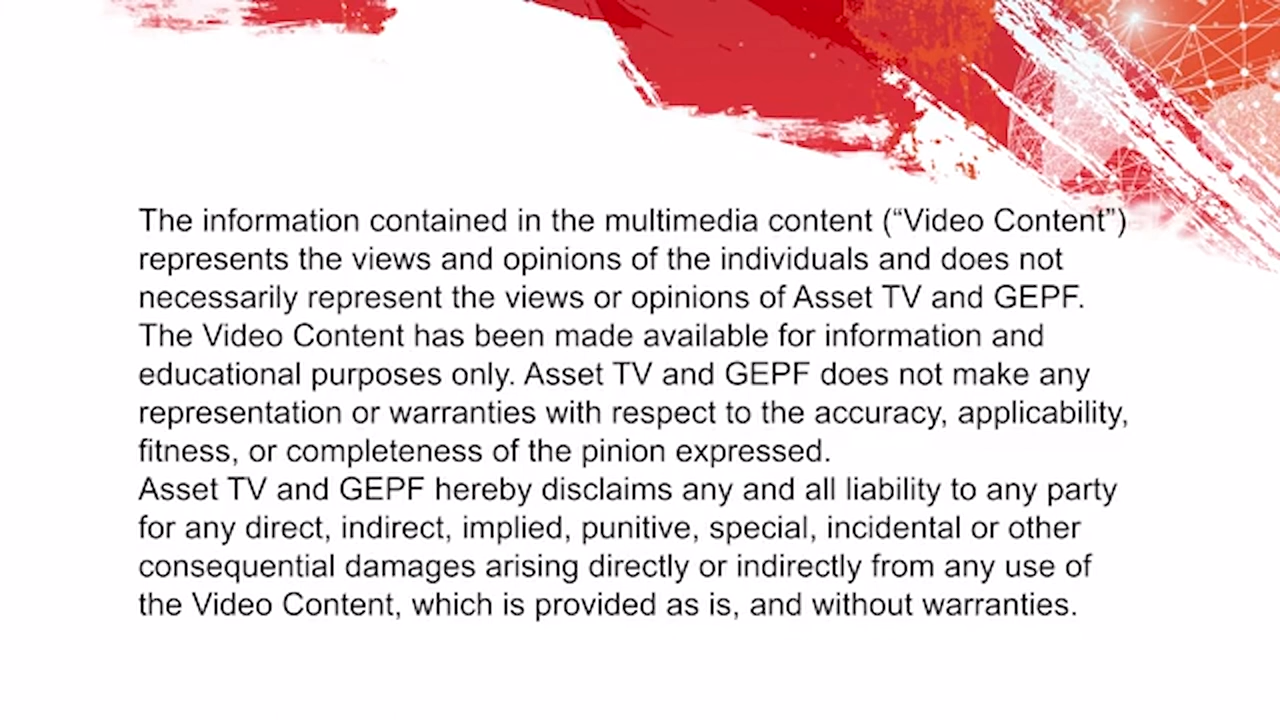 The information contained in the multimedia content (“Video Content”)
represents the views and opinions of the individuals and does not
necessarily represent the views or opinions of Asset TV and GEPF.
The Video Content has been made available for information and
educational purposes only. Asset TV and GEPF does not make any
representation or warranties with respect to the accuracy, applicability,
fitness, or completeness of the pinion expressed.
Asset TV and GEPF hereby disclaims any and all liability to any party
for any direct, indirect, implied, punitive, special, incidental or other
consequential damages arising directly or indirectly from any use of
the Video Content, which is provided as is, and without warranties.